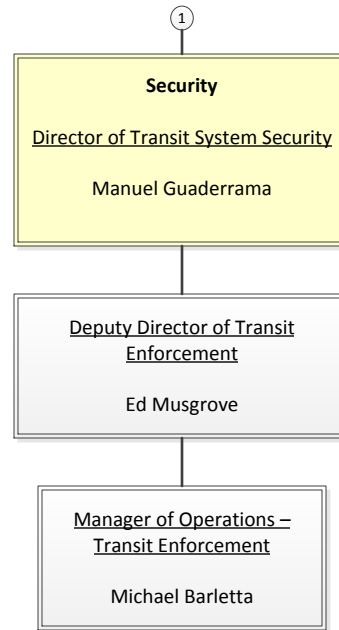 1
Security
Director of Transit System Security
Manuel Guaderrama
Deputy Director of Transit
Enforcement
Ed Musgrove
Manager of Operations –
Transit Enforcement
Michael Barletta